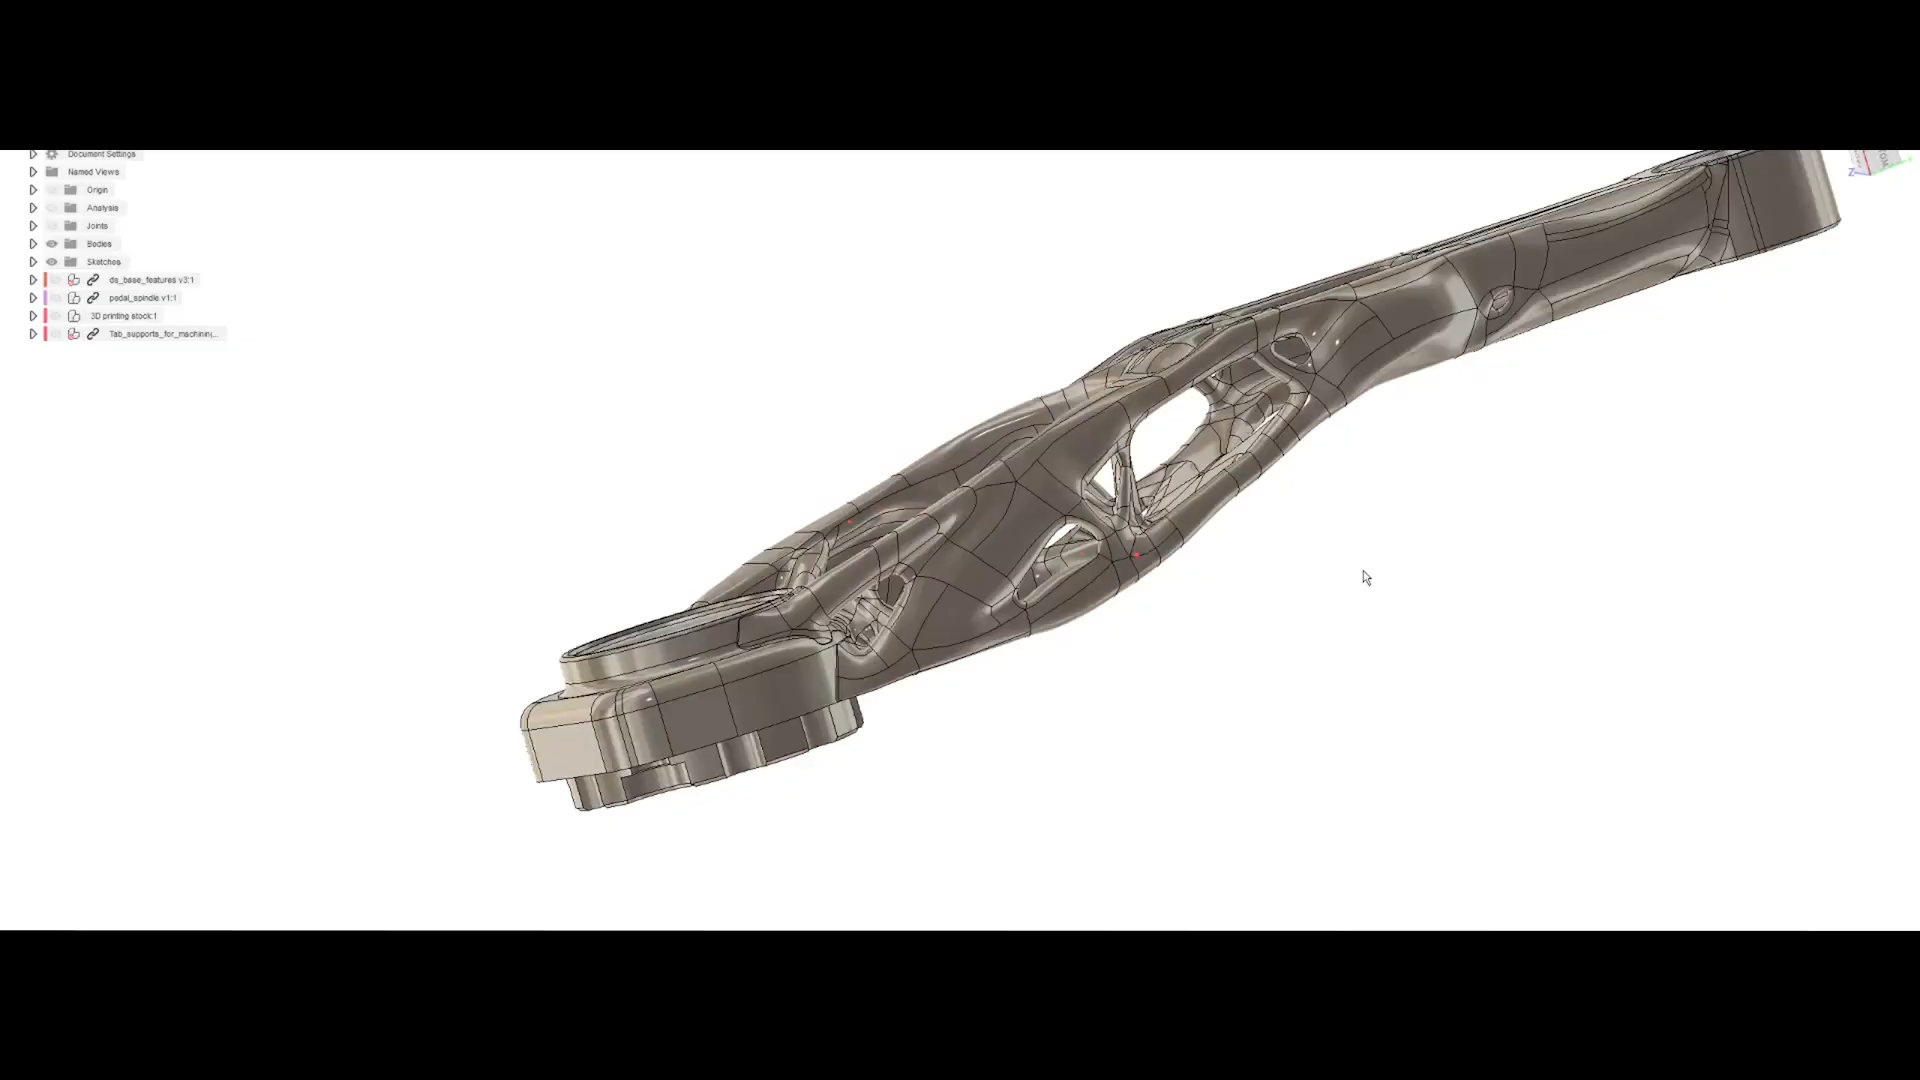 Document Settings
Named Views
Origin
Analysis
Joints
Bodies
Sketches
ds_base_features v3:1
pedal_spindle v1:1
3D printing stock:1
Tab_supports_for_machining...
Z